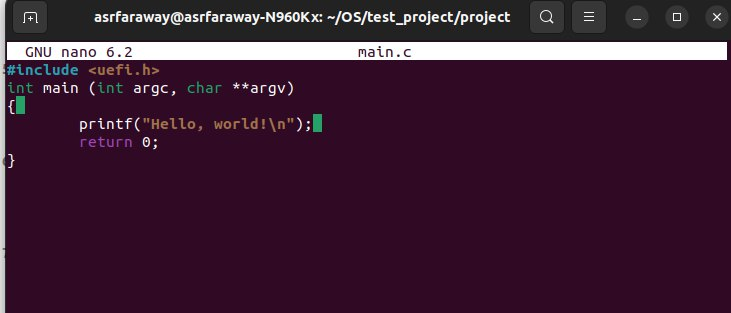 asrfaraway@asrfaraway-N960Kx: ~/OS/test_project/project
GNU nano 6.2 main.c
#include <uefi.h>
int main (int argc, char **argv)
{
printf("Hello, world!\n");
return 0;
}